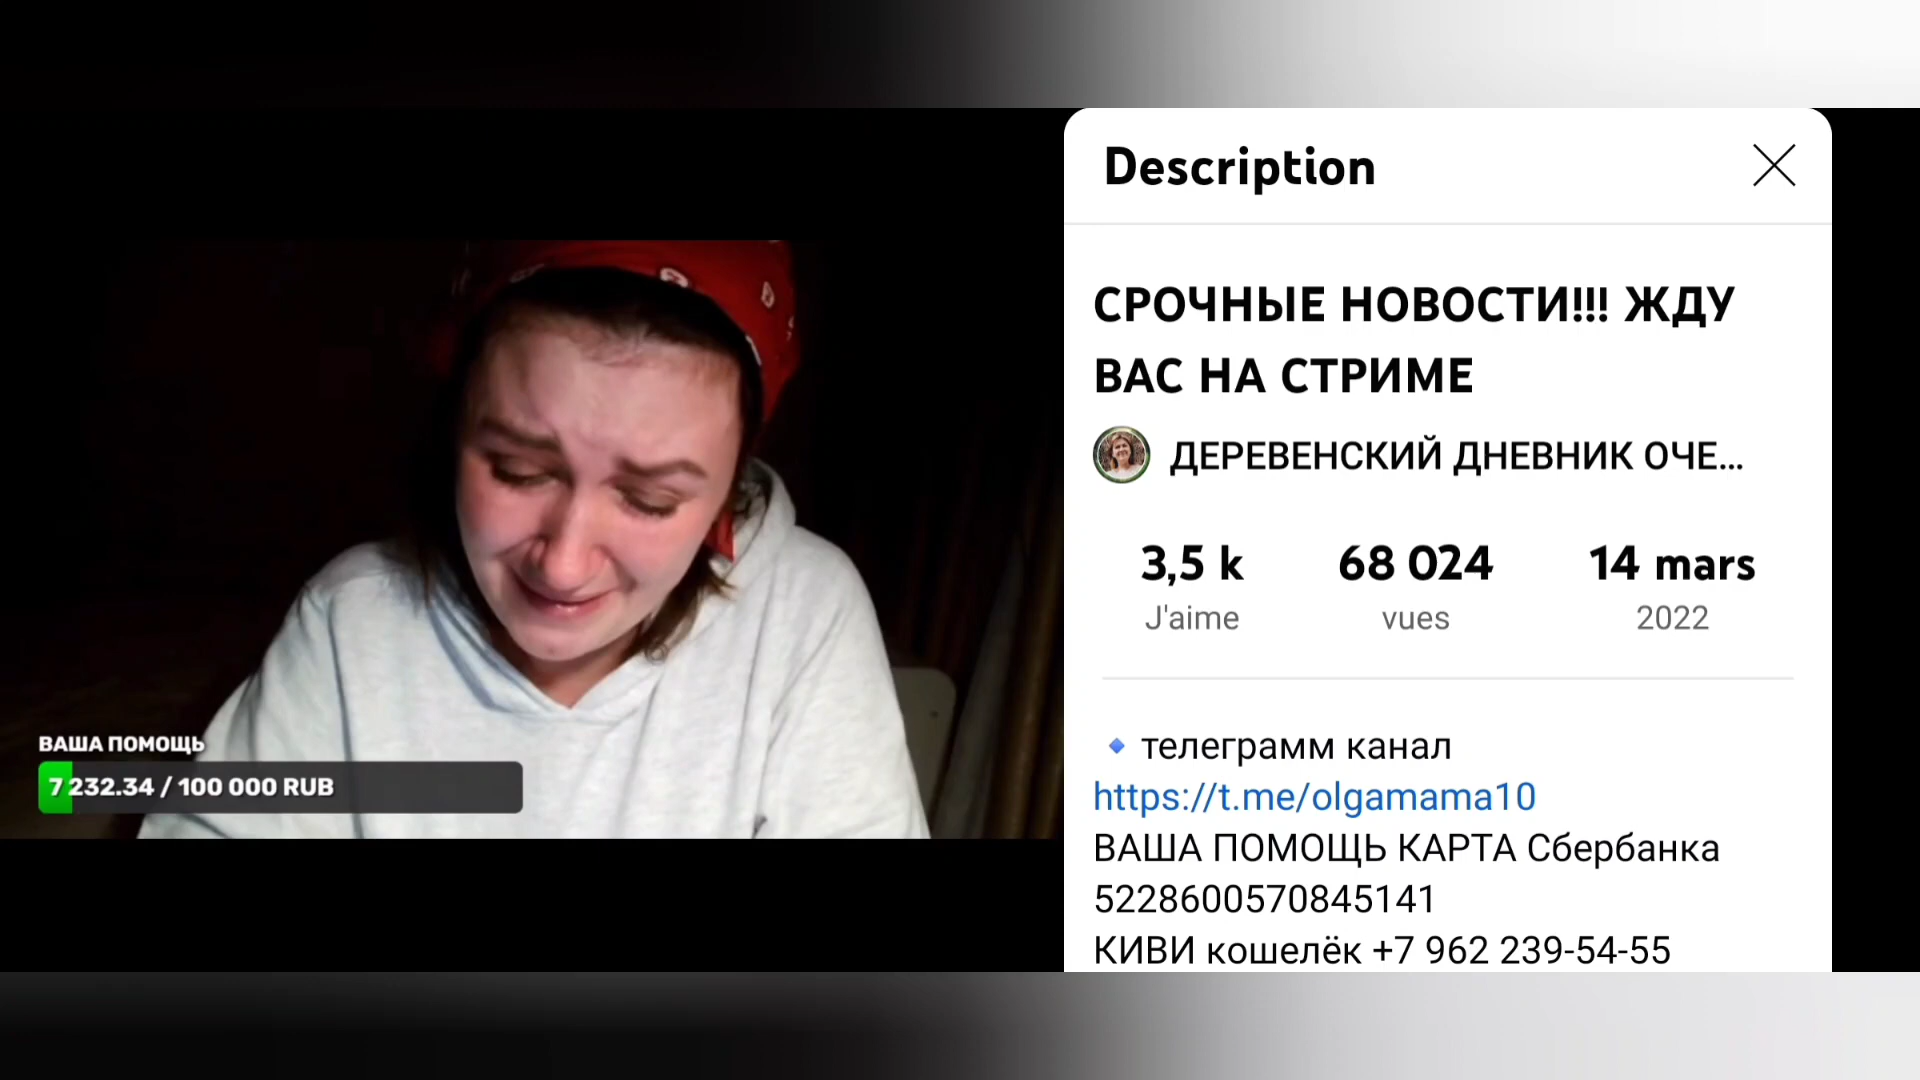 ВАША ПОМОЩЬ
7 232.34 / 100 000 RUB
Description
СРОЧНЫЕ НОВОСТИ!!! ЖДУ
ВАС НА СТРИМЕ
ДЕРЕВЕНСКИЙ ДНЕВНИК ОЧЕ...
3,5 k 68 024 14 mars
J'aime vues 2022
телеграмм канал
https://t.me/olgamama10
ВАША ПОМОЩЬ КАРТА Сбербанка
5228600570845141
КИВИ кошелёк +7 962 239-54-55